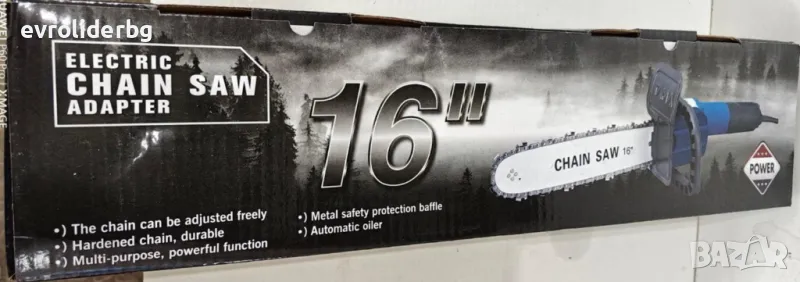 evroliderbg
ELECTRIC
CHAIN SAW
ADAPTER
16"
CHAIN SAW 16"
POWER
•) The chain can be adjusted freely
•) Hardened chain, durable
•) Multi-purpose, powerful function
•) Metal safety protection baffle
•) Automatic oiler
BAZAR